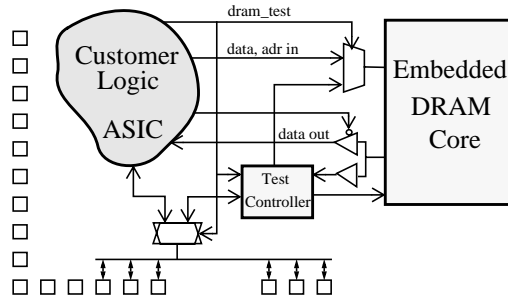 dram_test
Customer
Logic
ASIC
data, adr in
Embedded
DRAM
Core
data out
Test
Controller